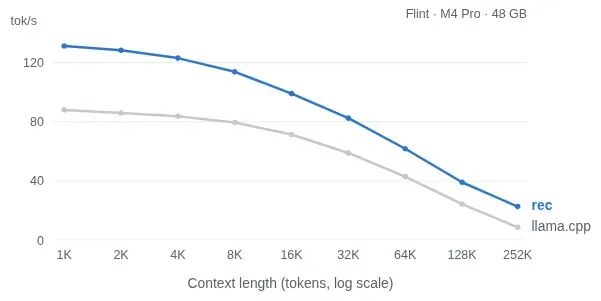 Flint · M4 Pro · 48 GB
tok/s
120
80
40
0
rec
llama.cpp
1K 2K 4K 8K 16K 32K 64K 128K 252K
Context length (tokens, log scale)